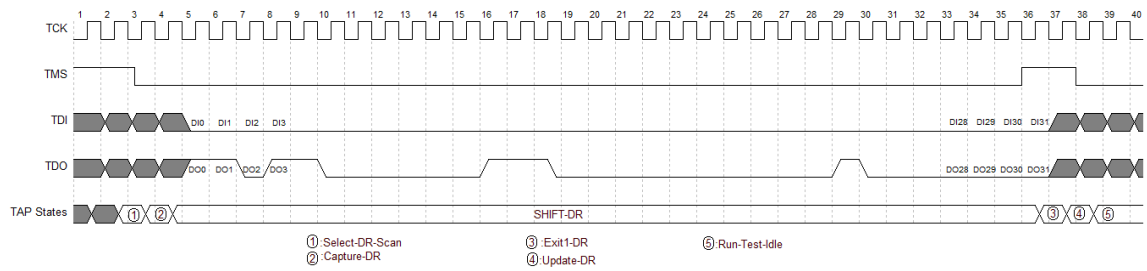 1 2 3 4 5 6 7 8 9 10 11 12 13 14 15 16 17 18 19 20 21 22 23 24 25 26 27 28 29 30 31 32 33 34 35 36 37 38 39 40
TCK
TMS
TDI DI0 DI1 DI2 DI3 DI28 DI29 DI30 DI31
TDO DO0 DO1 DO2 DO3 DO28 DO29 DO30 DO31
TAP States ① ② SHIFT-DR ③ ④ ⑤
①:Select-DR-Scan ③:Exit1-DR ⑤:Run-Test-Idle
②:Capture-DR ④:Update-DR